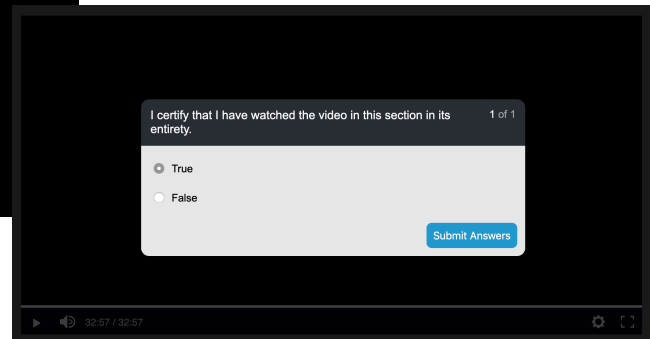 I certify that I have watched the video in this section in its
entirety.
1 of 1
True
False
Submit Answers
32:57 / 32:57